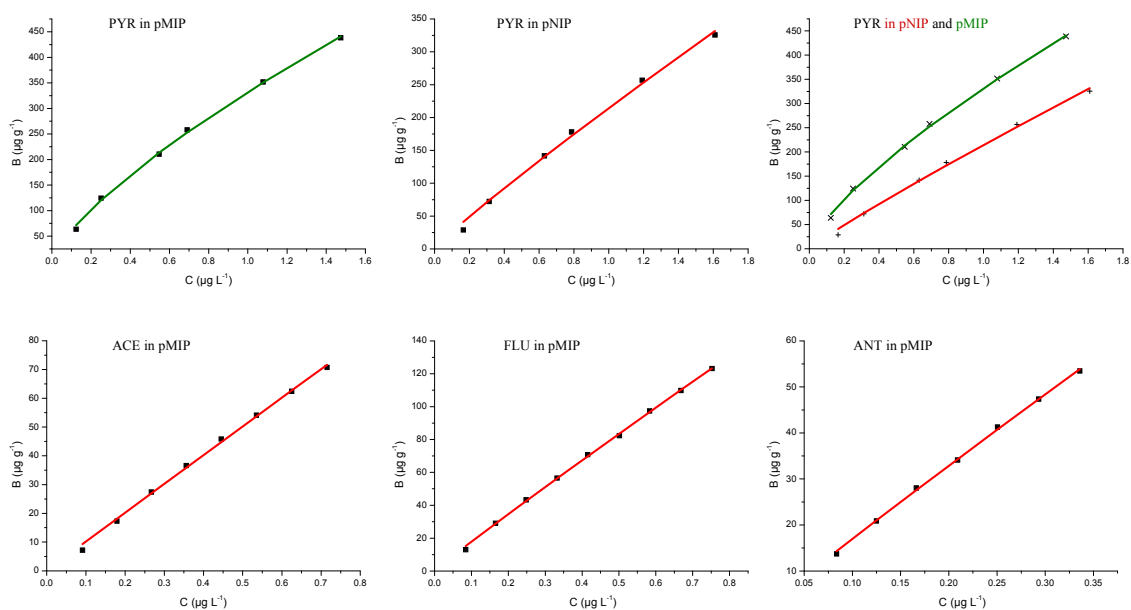 PYR in pMIP
450
400
350
300
250
200
150
100
50
0.0 0.2 0.4 0.6 0.8 1.0 1.2 1.4 1.6
B (µg g-1)
C (µg L-1)
PYR in pNIP
350
300
250
200
150
100
50
0
0.0 0.2 0.4 0.6 0.8 1.0 1.2 1.4 1.6 1.8
B (µg g-1)
C (µg L-1)
PYR in pNIP and pMIP
450
400
350
300
250
200
150
100
50
0
0.0 0.2 0.4 0.6 0.8 1.0 1.2 1.4 1.6 1.8
B (µg g-1)
C (µg L-1)
ACE in pMIP
80
70
60
50
40
30
20
10
0
0.0 0.1 0.2 0.3 0.4 0.5 0.6 0.7 0.8
B (µg g-1)
C (µg L-1)
FLU in pMIP
140
120
100
80
60
40
20
0
0.0 0.1 0.2 0.3 0.4 0.5 0.6 0.7 0.8
B (µg g-1)
C (µg L-1)
ANT in pMIP
60
50
40
30
20
10
0.05 0.10 0.15 0.20 0.25 0.30 0.35
B (µg g-1)
C (µg L-1)